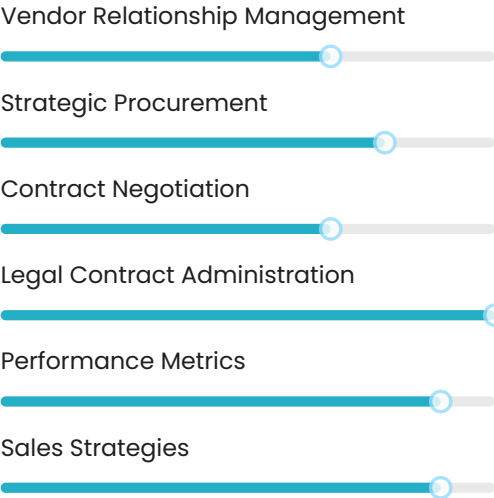 Vendor Relationship Management
Strategic Procurement
Contract Negotiation
Legal Contract Administration
Performance Metrics
Sales Strategies